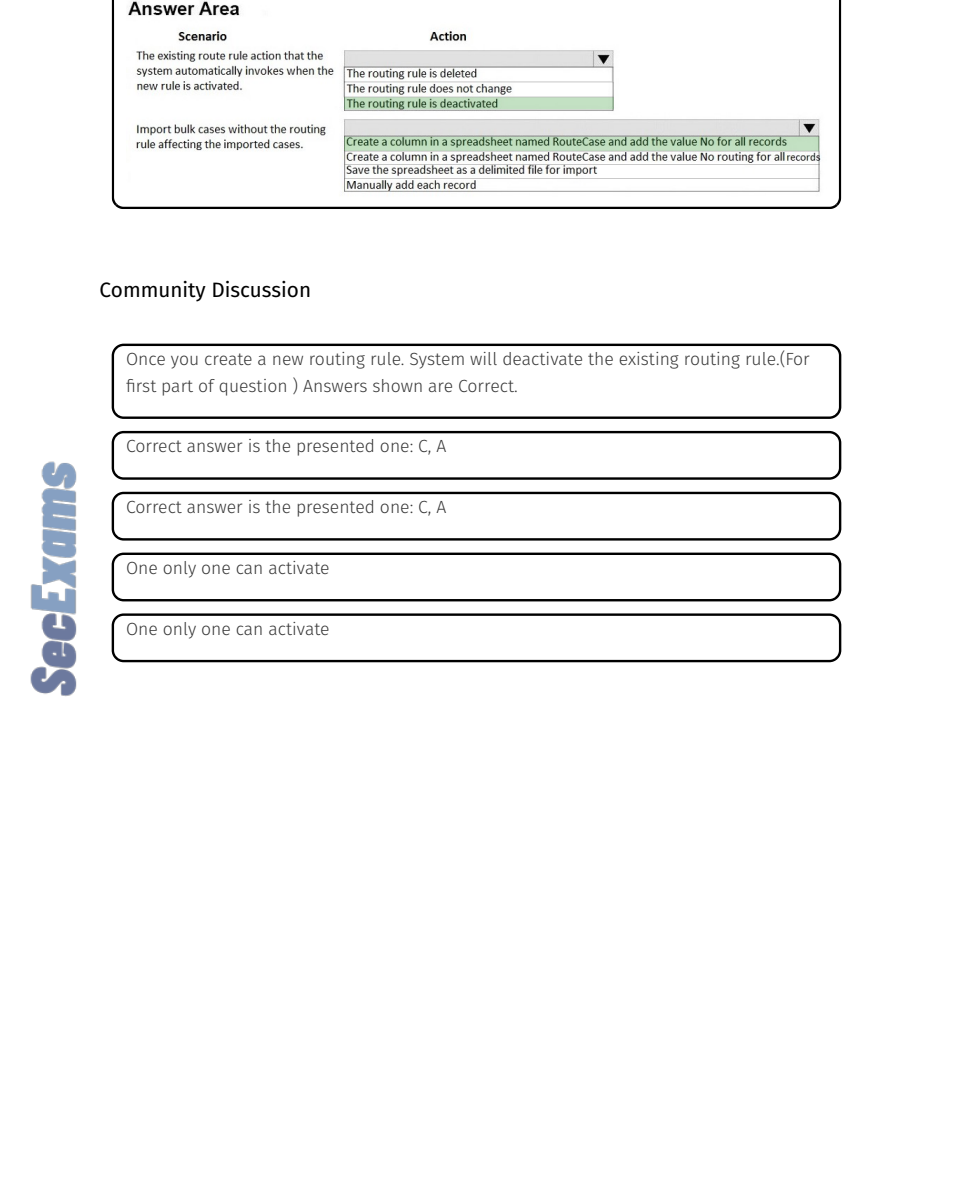 Answer Area
Scenario
Action
The existing route rule action that the
system automatically invokes when the
new rule is activated.
The routing rule is deleted
The routing rule does not change
The routing rule is deactivated
Import bulk cases without the routing
rule affecting the imported cases.
Create a column in a spreadsheet named RouteCase and add the value No for all records
Create a column in a spreadsheet named RouteCase and add the value No routing for all records
Save the spreadsheet as a delimited file for import
Manually add each record
Community Discussion
Once you create a new routing rule. System will deactivate the existing routing rule.(For
first part of question ) Answers shown are Correct.
Correct answer is the presented one: C, A
Correct answer is the presented one: C, A
One only one can activate
One only one can activate
SecExams